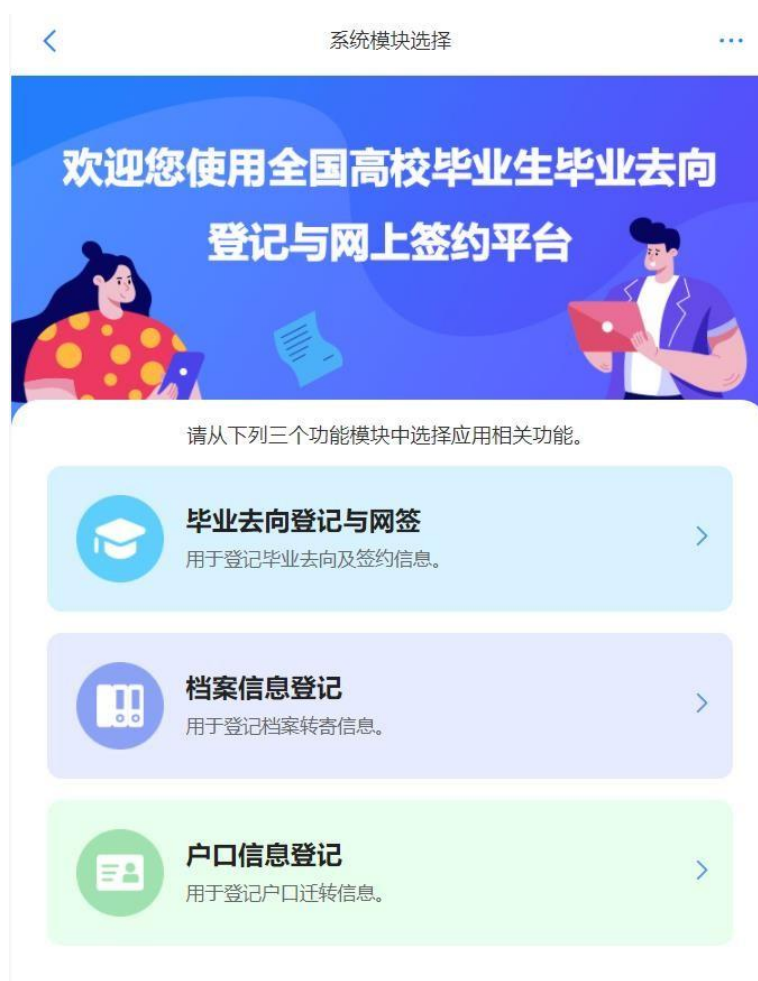 系统模块选择
欢迎您使用全国高校毕业生毕业去向
登记与网上签约平台
请从下列三个功能模块中选择应用相关功能。
毕业去向登记与网签
用于登记毕业去向及签约信息。
档案信息登记
用于登记档案转寄信息。
户口信息登记
用于登记户口迁转信息。